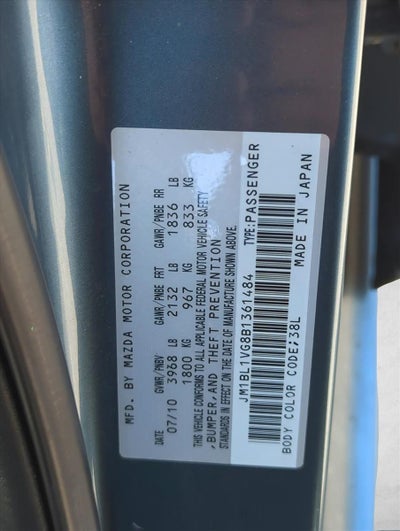 MFD. BY MAZDA MOTOR CORPORATION
DATE GVWR/PNBV GAWR/PNBE FRT GAWR/PNBE RR
07/10 3968 LB 2132 LB 1836 LB
1800 KG 967 KG 833 KG
THIS VEHICLE CONFORMS TO ALL APPLICABLE FEDERAL MOTOR VEHICLE SAFETY
,BUMPER,AND THEFT PREVENTION
STANDARDS IN EFFECT ON THE DATE OF MANUFACTURE SHOWN ABOVE.
JM1BL1VG8B1361484 TYPE:PASSENGER
BODY COLOR CODE;38L MADE IN JAPAN